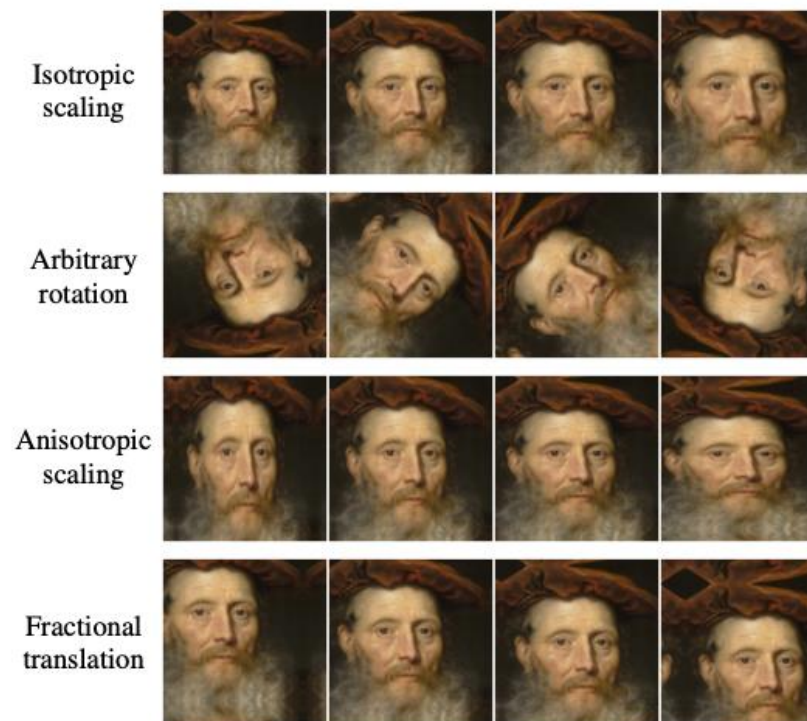 Isotropic
scaling
Arbitrary
rotation
Anisotropic
scaling
Fractional
translation